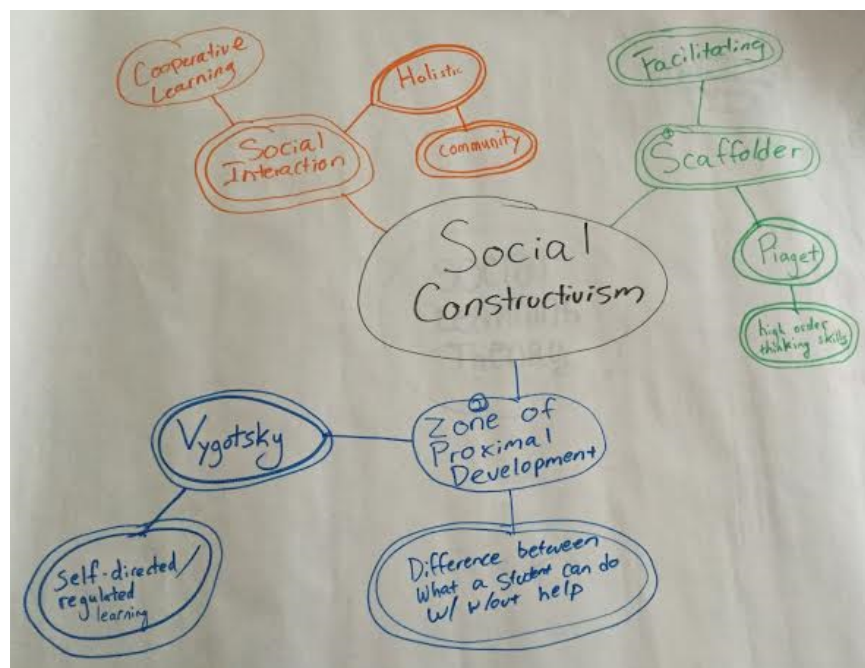 Cooperative
Learning
Social
Interaction
Holistic
community
Facilitating
Scaffolder
Piaget
high order
thinking skills
Social
Constructivism
Zone of
Proximal
Development
Vygotsky
Self-directed/
regulated
learning
Difference between
what a student can do
w/ w/out help